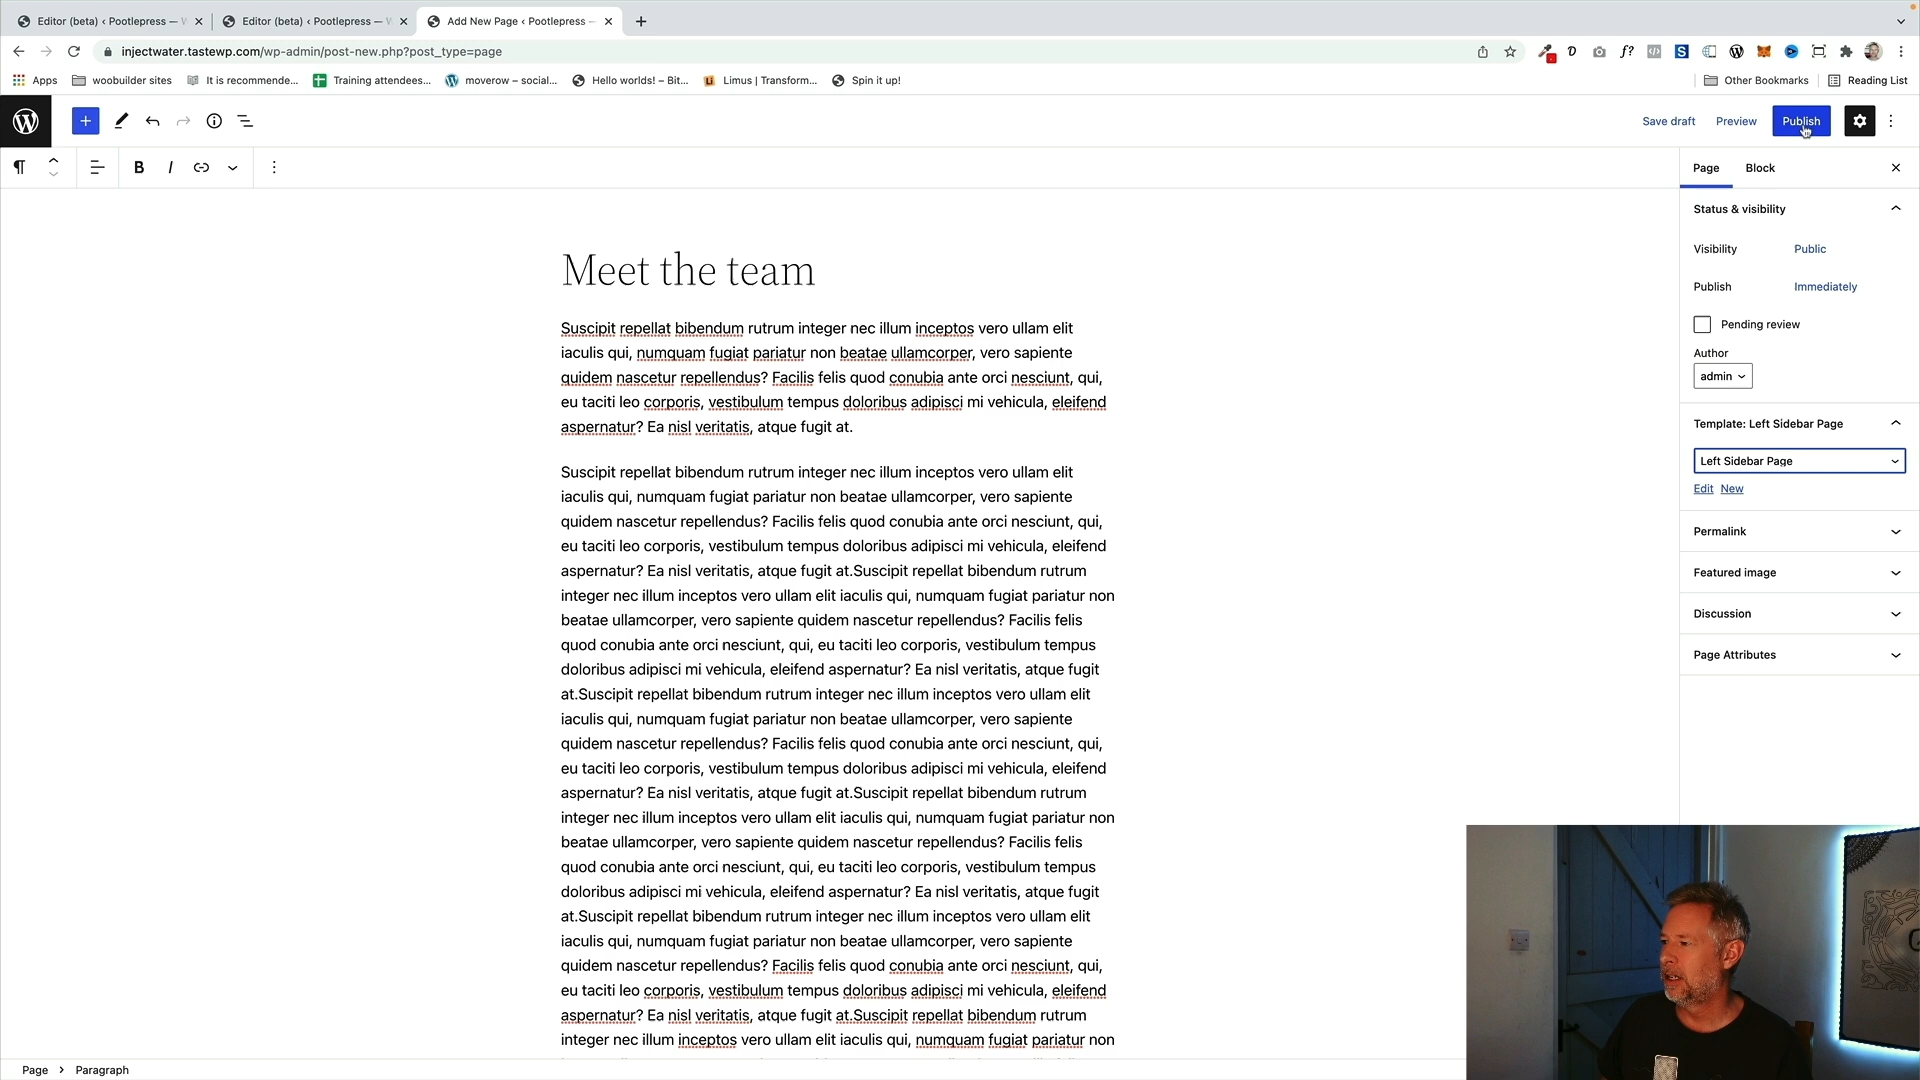 Editor (beta) ‹ Pootlepress —
Editor (beta) ‹ Pootlepress —
Add New Page ‹ Pootlepress –
injectwater.tastewp.com/wp-admin/post-new.php?post_type=page
Apps
woobuilder sites
It is recommende...
Training attendees...
moverow – social...
Hello worlds! – Bit...
Limus | Transform...
Spin it up!
Other Bookmarks
Reading List
Save draft
Preview
Publish
B
I
Page
Block
Status & visibility
Visibility
Public
Publish
Immediately
Pending review
Author
admin
Template: Left Sidebar Page
Left Sidebar Page
Edit New
Permalink
Featured image
Discussion
Page Attributes
Meet the team
Suscipit repellat bibendum rutrum integer nec illum inceptos vero ullam elit
iaculis qui, numquam fugiat pariatur non beatae ullamcorper, vero sapiente
quidem nascetur repellendus? Facilis felis quod conubia ante orci nesciunt, qui,
eu taciti leo corporis, vestibulum tempus doloribus adipisci mi vehicula, eleifend
aspernatur? Ea nisl veritatis, atque fugit at.
Suscipit repellat bibendum rutrum integer nec illum inceptos vero ullam elit
iaculis qui, numquam fugiat pariatur non beatae ullamcorper, vero sapiente
quidem nascetur repellendus? Facilis felis quod conubia ante orci nesciunt, qui,
eu taciti leo corporis, vestibulum tempus doloribus adipisci mi vehicula, eleifend
aspernatur? Ea nisl veritatis, atque fugit at.Suscipit repellat bibendum rutrum
integer nec illum inceptos vero ullam elit iaculis qui, numquam fugiat pariatur non
beatae ullamcorper, vero sapiente quidem nascetur repellendus? Facilis felis
quod conubia ante orci nesciunt, qui, eu taciti leo corporis, vestibulum tempus
doloribus adipisci mi vehicula, eleifend aspernatur? Ea nisl veritatis, atque fugit
at.Suscipit repellat bibendum rutrum integer nec illum inceptos vero ullam elit
iaculis qui, numquam fugiat pariatur non beatae ullamcorper, vero sapiente
quidem nascetur repellendus? Facilis felis quod conubia ante orci nesciunt, qui,
eu taciti leo corporis, vestibulum tempus doloribus adipisci mi vehicula, eleifend
aspernatur? Ea nisl veritatis, atque fugit at.Suscipit repellat bibendum rutrum
integer nec illum inceptos vero ullam elit iaculis qui, numquam fugiat pariatur non
beatae ullamcorper, vero sapiente quidem nascetur repellendus? Facilis felis
quod conubia ante orci nesciunt, qui, eu taciti leo corporis, vestibulum tempus
doloribus adipisci mi vehicula, eleifend aspernatur? Ea nisl veritatis, atque fugit
at.Suscipit repellat bibendum rutrum integer nec illum inceptos vero ullam elit
iaculis qui, numquam fugiat pariatur non beatae ullamcorper, vero sapiente
quidem nascetur repellendus? Facilis felis quod conubia ante orci nesciunt, qui,
eu taciti leo corporis, vestibulum tempus doloribus adipisci mi vehicula, eleifend
aspernatur? Ea nisl veritatis, atque fugit at.Suscipit repellat bibendum rutrum
integer nec illum inceptos vero ullam elit iaculis qui, numquam fugiat pariatur non
Page > Paragraph